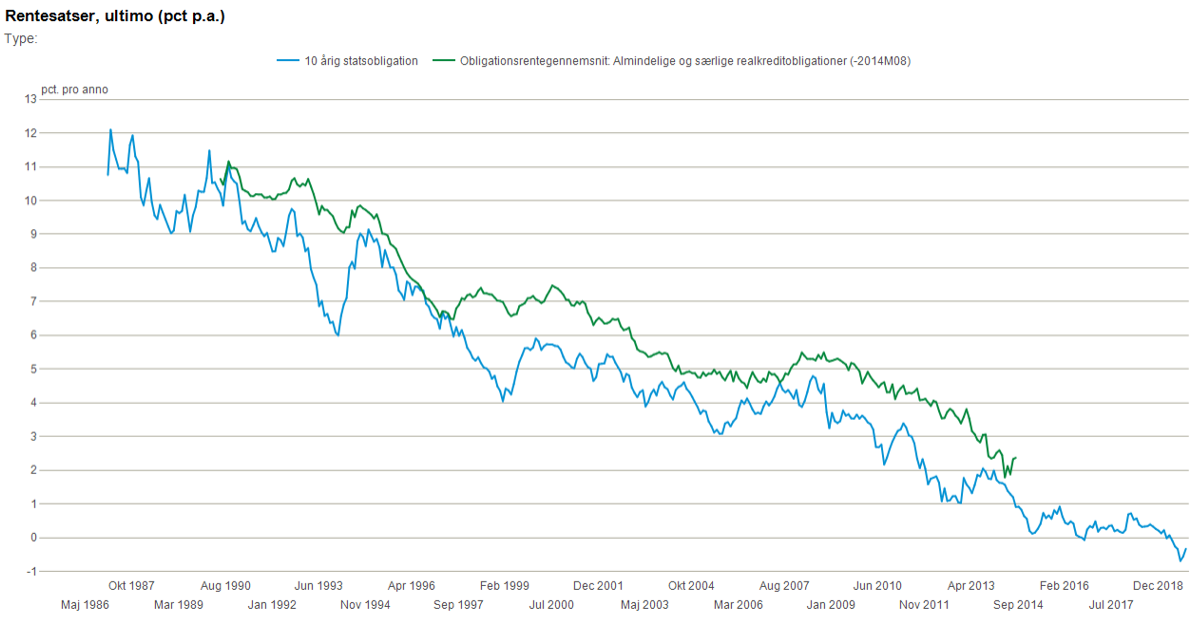 Rentesatser, ultimo (pct p.a.)
Type:
10 årig statsobligation Obligationsrentegennemsnit: Almindelige og særlige realkreditobligationer (-2014M08)
pct. pro anno
13
12
11
10
9
8
7
6
5
4
3
2
1
0
-1
Okt 1987 Aug 1990 Jun 1993 Apr 1996 Feb 1999 Dec 2001 Okt 2004 Aug 2007 Jun 2010 Apr 2013 Feb 2016 Dec 2018
Maj 1986 Mar 1989 Jan 1992 Nov 1994 Sep 1997 Jul 2000 Maj 2003 Mar 2006 Jan 2009 Nov 2011 Sep 2014 Jul 2017